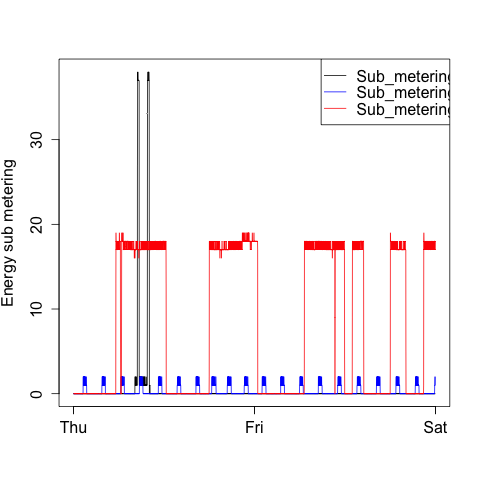 Sub_metering
Sub_metering
Sub_metering
Energy sub metering
30
20
10
0
Thu Fri Sat